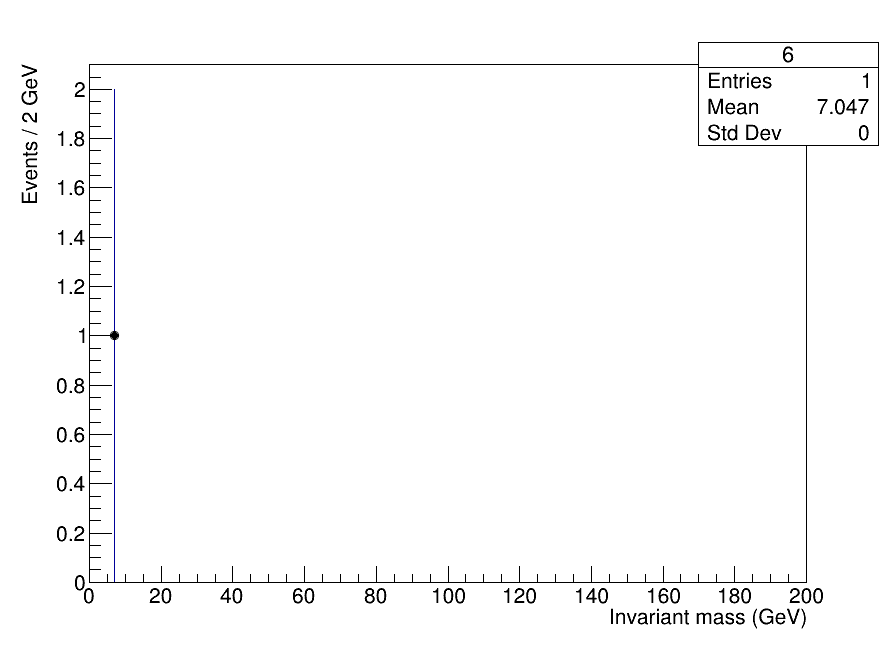 6
Entries 1
Mean 7.047
Std Dev 0
Events / 2 GeV
2
1.8
1.6
1.4
1.2
1
0.8
0.6
0.4
0.2
0
0 20 40 60 80 100 120 140 160 180 200
Invariant mass (GeV)